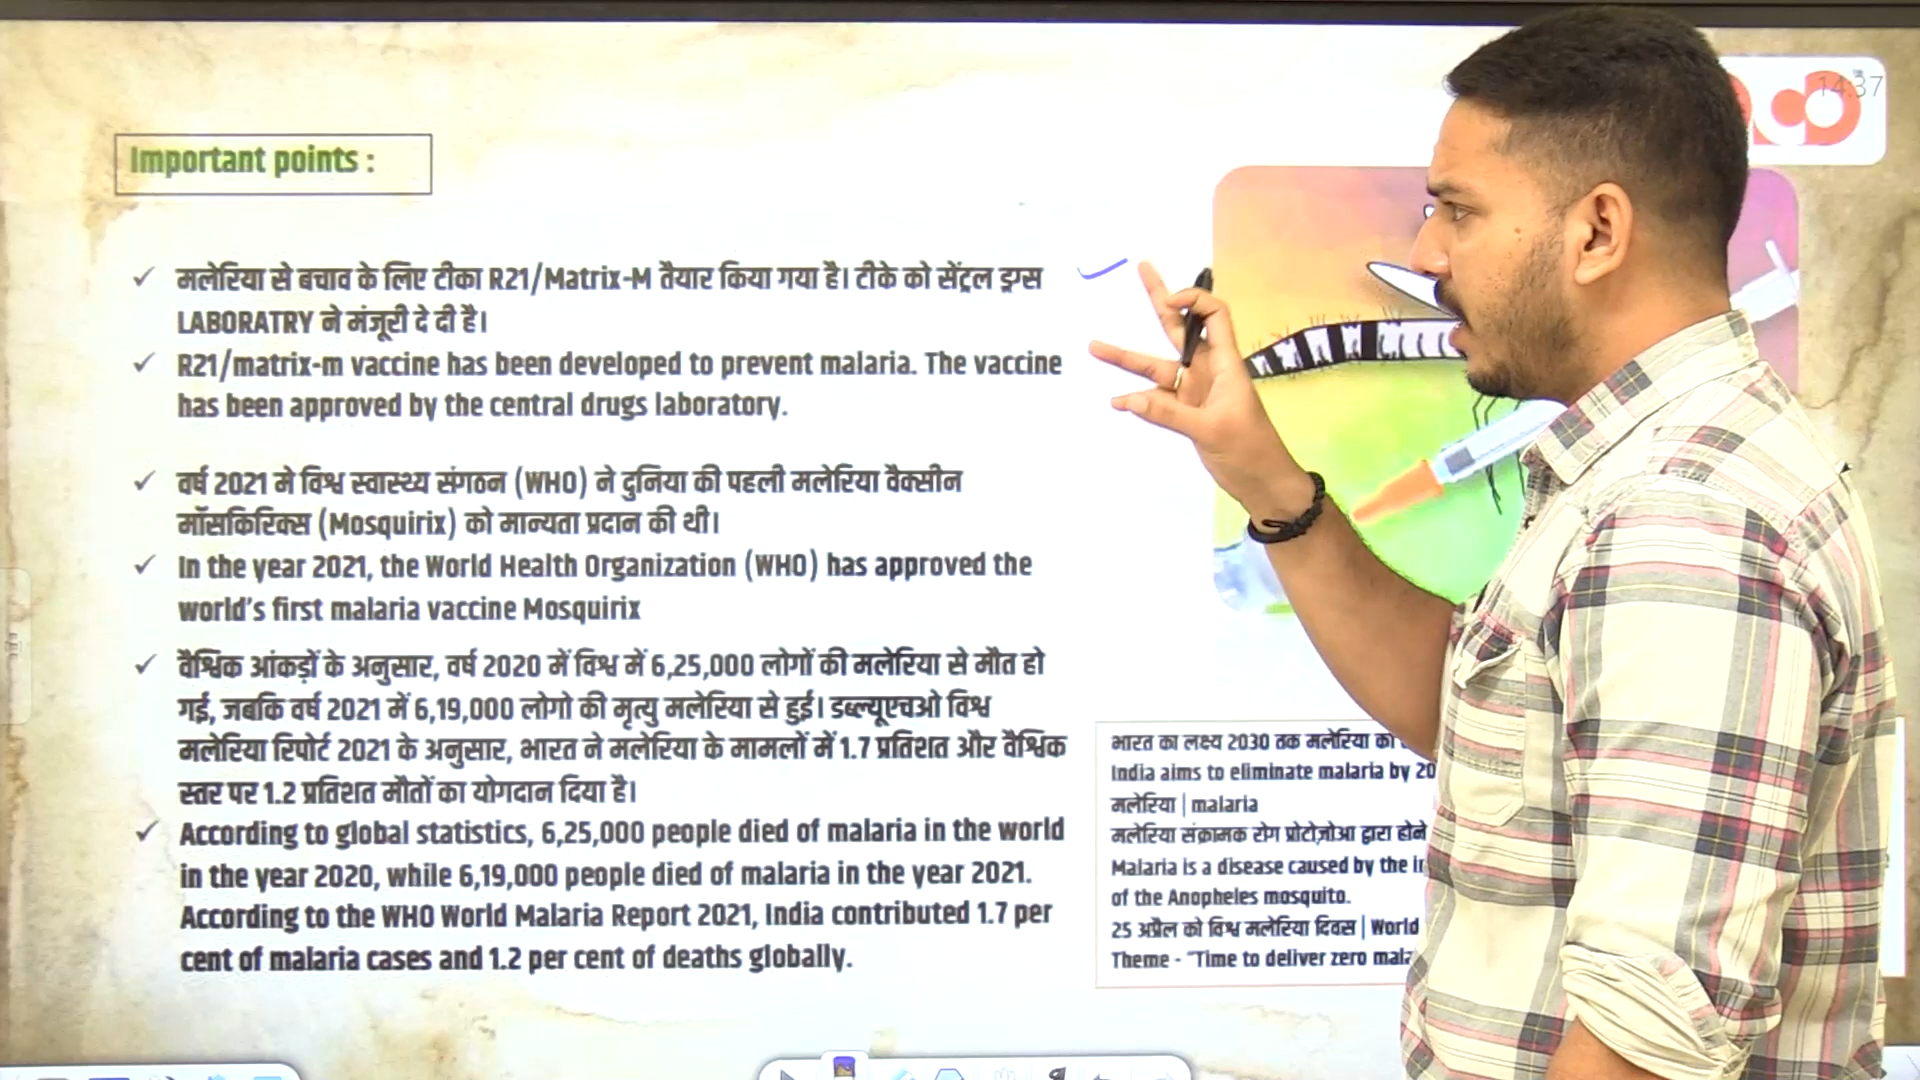 14:37
Important points :
मलेरिया से बचाव के लिए टीका R21/Matrix-M तैयार किया गया है। टीके को सेंट्रल ड्रग्स
LABORATRY ने मंजूरी दे दी है।
R21/matrix-m vaccine has been developed to prevent malaria. The vaccine
has been approved by the central drugs laboratory.
वर्ष 2021 मे विश्व स्वास्थ्य संगठन (WHO) ने दुनिया की पहली मलेरिया वैक्सीन
मॉसकिरिक्स (Mosquirix) को मान्यता प्रदान की थी।
In the year 2021, the World Health Organization (WHO) has approved the
world's first malaria vaccine Mosquirix
वैश्विक आंकड़ों के अनुसार, वर्ष 2020 में विश्व में 6,25,000 लोगों की मलेरिया से मौत हो
गई, जबकि वर्ष 2021 में 6,19,000 लोगो की मृत्यु मलेरिया से हुई। डब्ल्यूएचओ विश्व
मलेरिया रिपोर्ट 2021 के अनुसार, भारत ने मलेरिया के मामलों में 1.7 प्रतिशत और वैश्विक
स्तर पर 1.2 प्रतिशत मौतों का योगदान दिया है।
According to global statistics, 6,25,000 people died of malaria in the world
in the year 2020, while 6,19,000 people died of malaria in the year 2021.
According to the WHO World Malaria Report 2021, India contributed 1.7 per
cent of malaria cases and 1.2 per cent of deaths globally.
भारत का लक्ष्य 2030 तक मलेरिया को
India aims to eliminate malaria by 20
मलेरिया | malaria
मलेरिया संक्रामक रोग प्रोटोज़ोआ द्वारा होने
Malaria is a disease caused by the
of the Anopheles mosquito.
25 अप्रैल को विश्व मलेरिया दिवस | World
Theme - "Time to deliver zero mala